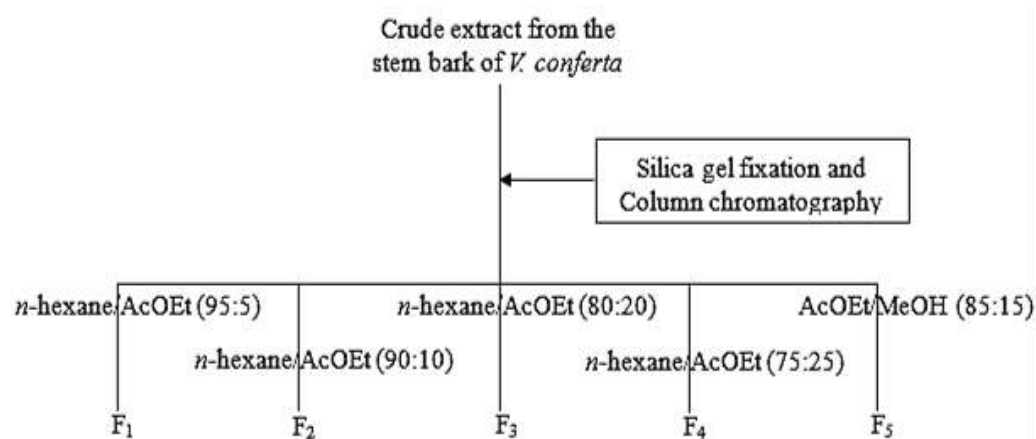 Crude extract from the
stem bark of V. conferta
Silica gel fixation and
Column chromatography
n-hexane/AcOEt (95:5)
n-hexane/AcOEt (80:20)
AcOEt/MeOH (85:15)
n-hexane/AcOEt (90:10)
n-hexane/AcOEt (75:25)
F₁
F₂
F₃
F₄
F₅